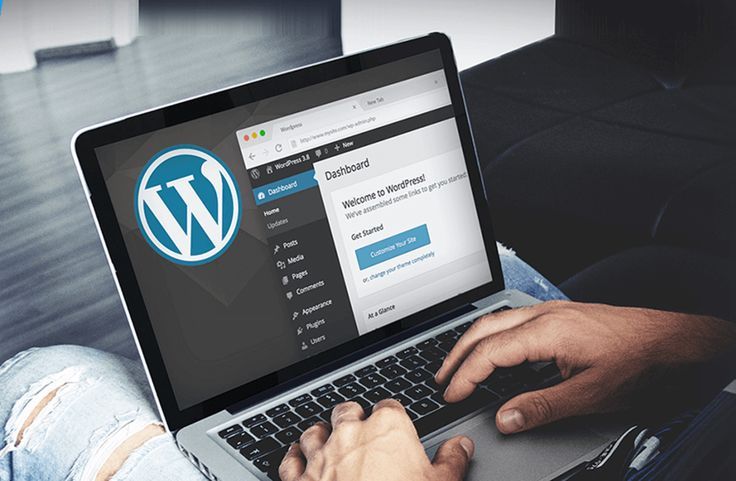 Wordpress
New Tab
http://www.mysite.com/wp-admin.php
WordPress 3.8
0
New
Dashboard
Home
Updates
Posts
Media
Pages
Comments
Appearance
Plugins
Users
Dashboard
Welcome to WordPress!
We've assembled some links to get you started:
Get Started
Customize Your Site
or, change your theme completely
At a Glance